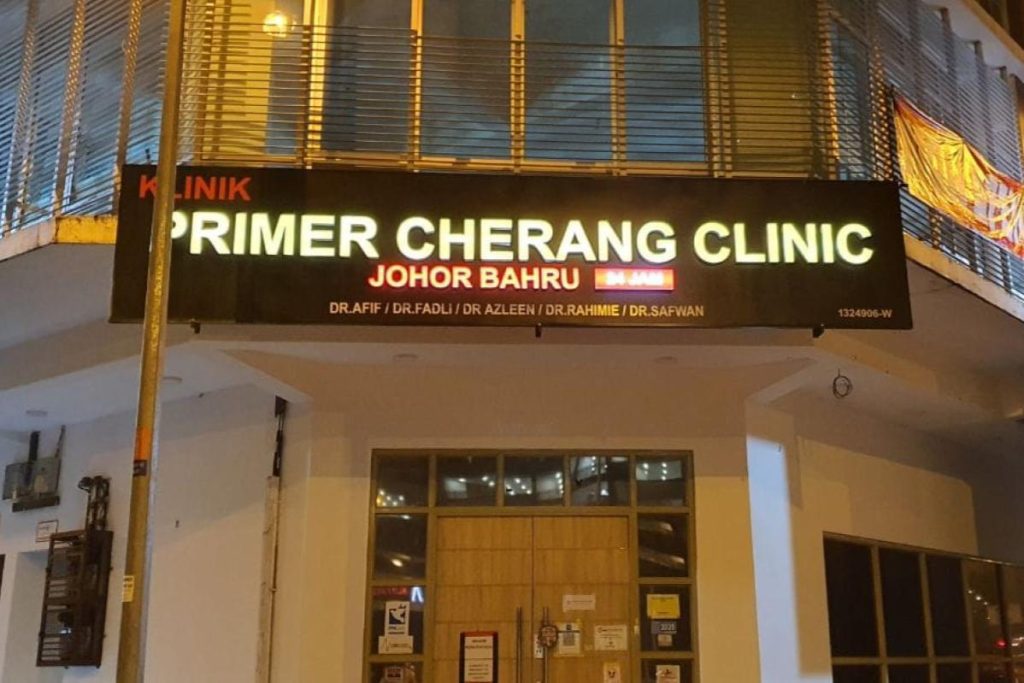 KLINIK
PRIMER CHERANG CLINIC
JOHOR BAHRU 24 JAM
DR.AFIF / DR.FADLI / DR AZLEEN / DR.RAHIMIE / DR.SAFWAN
1324906-W